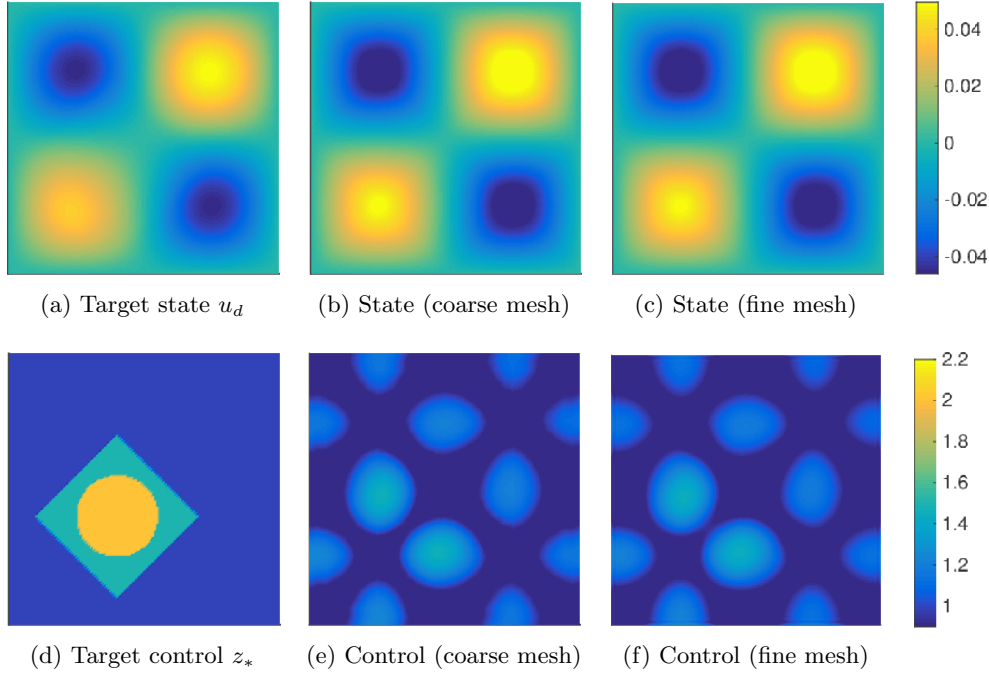 0.04
0.02
0
-0.02
-0.04
(a) Target state u_d
(b) State (coarse mesh)
(c) State (fine mesh)
2.2
2
1.8
1.6
1.4
1.2
1
(d) Target control z_*
(e) Control (coarse mesh)
(f) Control (fine mesh)